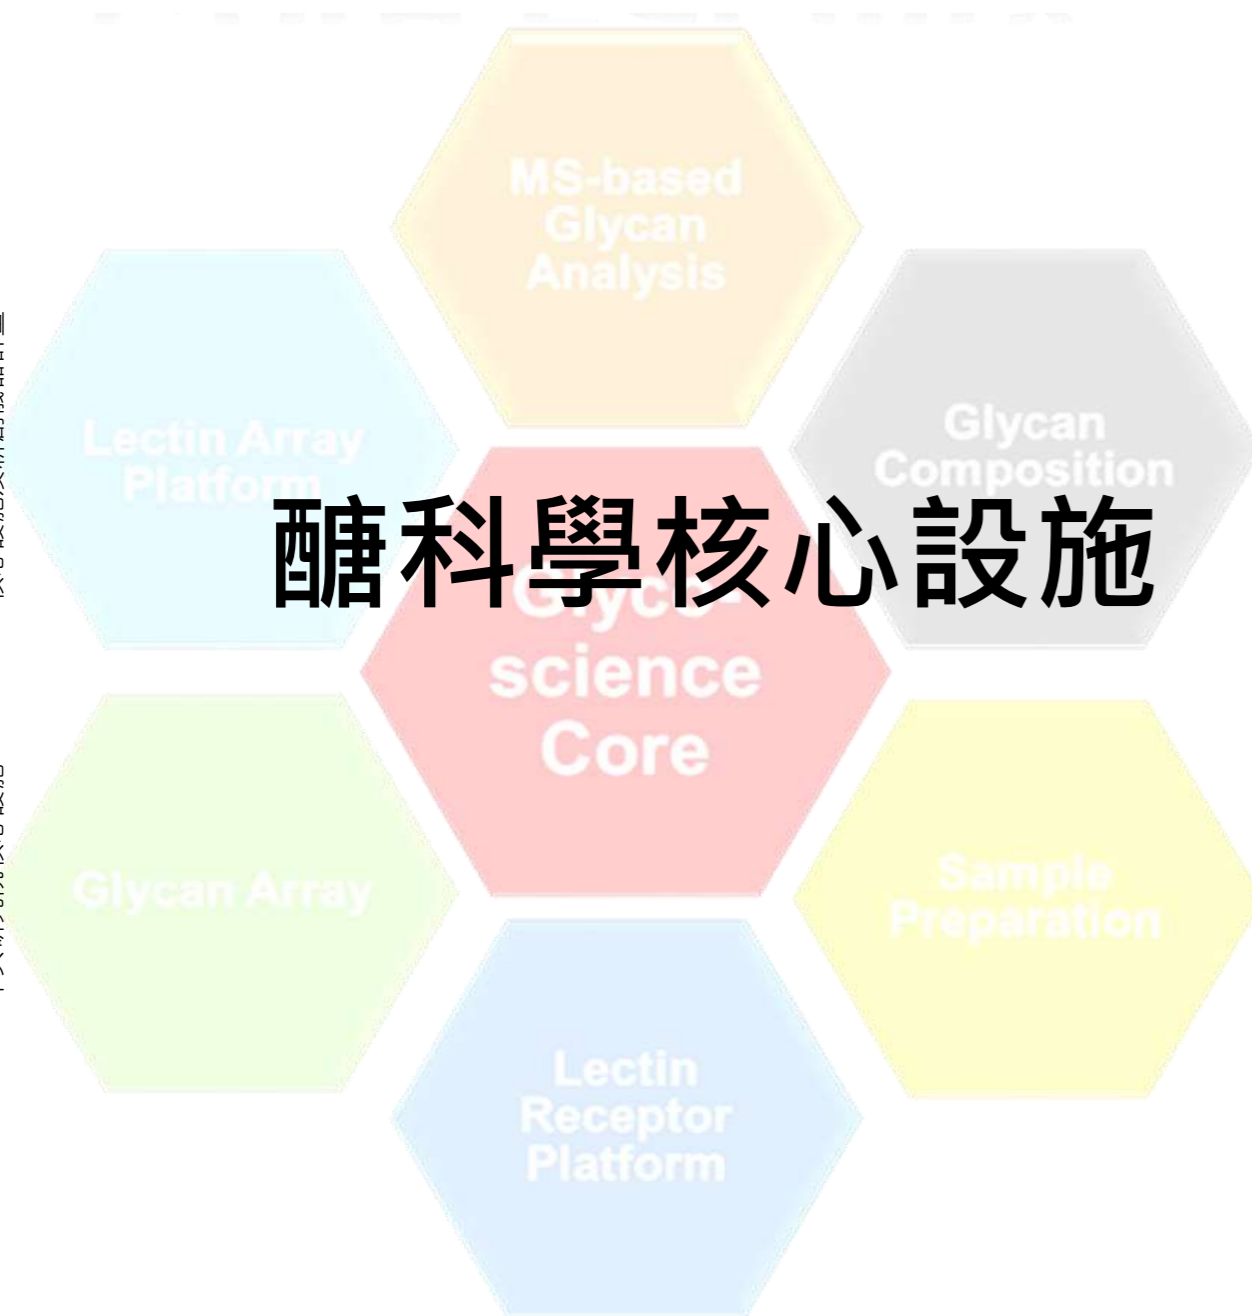 MS-based
Glycan
Analysis
Lectin Array
Platform
Glycan
Composition
醣科學核心設施
Glyco-
science
Core
Glycan Array
Sample
Preparation
Lectin
Receptor
Platform